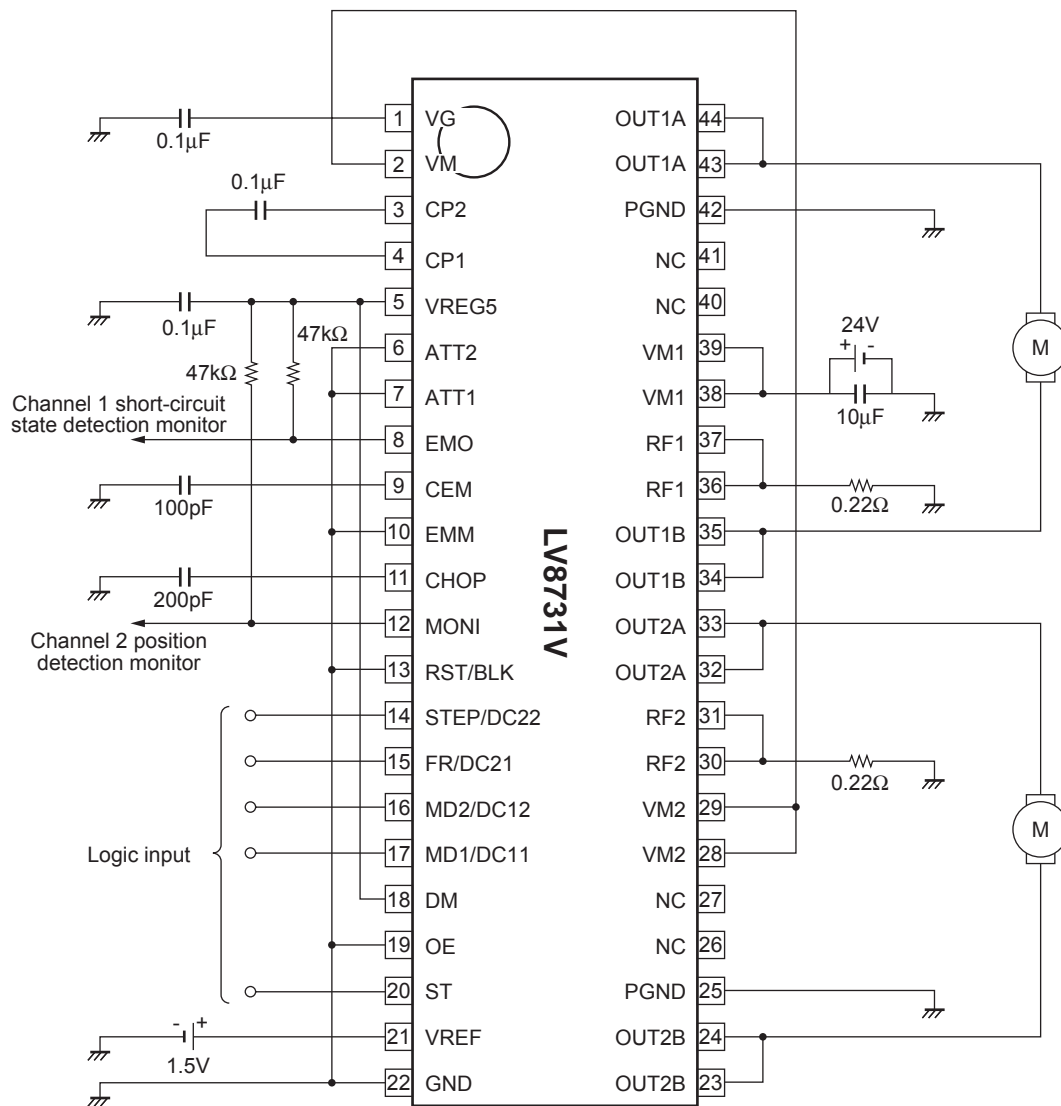 0.1µF
1 VG
2 VM
0.1µF
3 CP2
4 CP1
5 VREG5
0.1µF
47kΩ
47kΩ
6 ATT2
7 ATT1
Channel 1 short-circuit
state detection monitor
8 EMO
9 CEM
100pF
10 EMM
11 CHOP
200pF
12 MONI
Channel 2 position
detection monitor
13 RST/BLK
14 STEP/DC22
15 FR/DC21
16 MD2/DC12
17 MD1/DC11
Logic input
18 DM
19 OE
20 ST
- +
21 VREF
1.5V
22 GND
LV8731V
OUT1A 44
OUT1A 43
PGND 42
NC 41
NC 40
24V
+ -
VM1 39
VM1 38
10µF
M
RF1 37
RF1 36
0.22Ω
OUT1B 35
OUT1B 34
OUT2A 33
OUT2A 32
RF2 31
RF2 30
0.22Ω
VM2 29
VM2 28
M
NC 27
NC 26
PGND 25
OUT2B 24
OUT2B 23